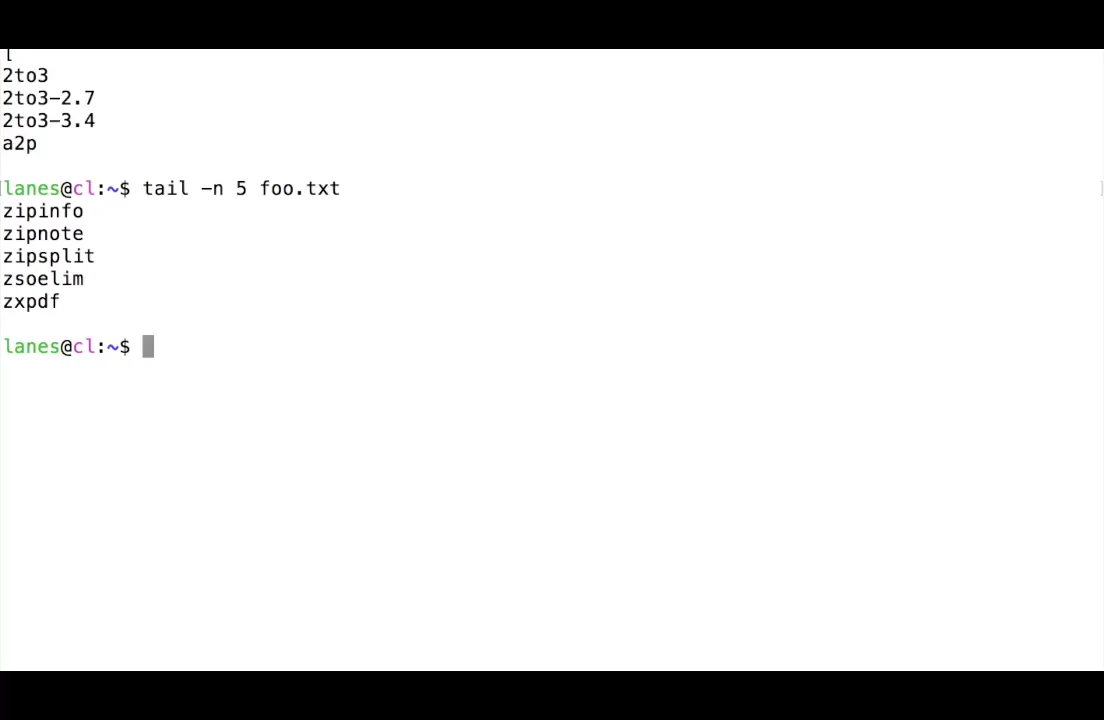 [
2to3
2to3-2.7
2to3-3.4
a2p
lanes@cl:~$ tail -n 5 foo.txt
zipinfo
zipnote
zipsplit
zsoelim
zxpdf
lanes@cl:~$